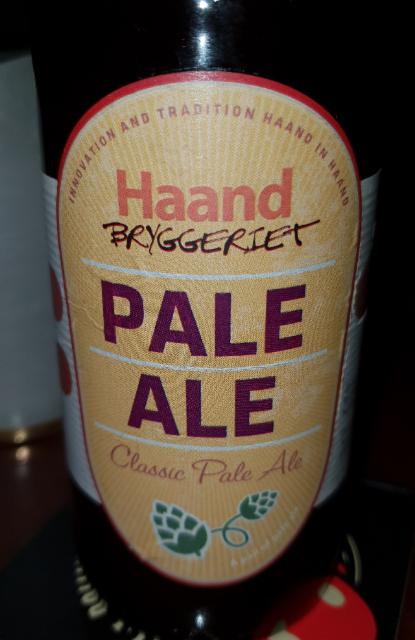 INNOVATION AND TRADITION HAAND IN HAAND
Haand
BRYGGERIET
PALE
ALE
Classic Pale Ale